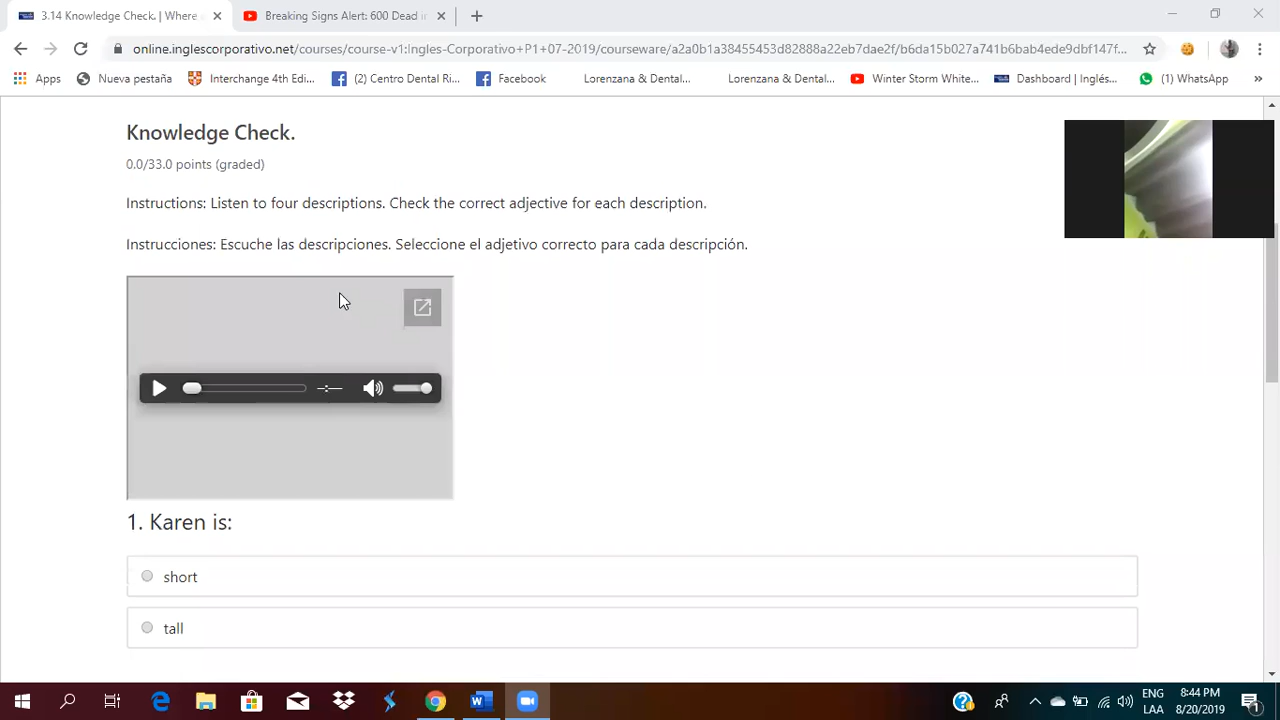 3.14 Knowledge Check. | Where
Breaking Signs Alert: 600 Dead in
online.inglescorporativo.net/courses/course-v1:Ingles-Corporativo+P1+07-2019/courseware/a2a0b1a38455453d82885a22eb7dae2f/b6da15b027a741b6bab4ede9dbf147f...
Apps
Nueva pestaña
Interchange 4th Edi...
(2) Centro Dental Ri...
Facebook
Lorenzana & Dental...
Lorenzana & Dental...
Winter Storm White...
Dashboard | Inglés...
(1) WhatsApp
»
Knowledge Check.
0.0/33.0 points (graded)
Instructions: Listen to four descriptions. Check the correct adjective for each description.
Instrucciones: Escuche las descripciones. Seleccione el adjetivo correcto para cada descripción.
-:--
1. Karen is:
short
tall
ENG
LAA
8:44 PM
8/20/2019
1